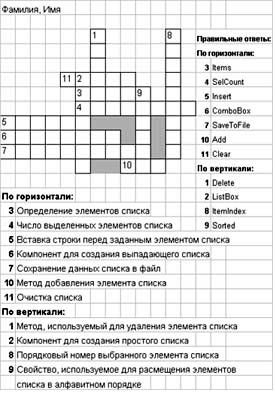 Фамилия, Имя
1
8
11 2
3 9
4
5
6
7
10
Правильные ответы:
По горизонтали:
3 Items
4 SelCount
5 Insert
6 ComboBox
7 SaveToFile
10 Add
11 Clear
По вертикали:
1 Delete
2 ListBox
8 ItemIndex
9 Sorted
По горизонтали:
3 Определение элементов списка
4 Число выделенных элементов списка
5 Вставка строки перед заданным элементом списка
6 Компонент для создания выпадающего списка
7 Сохранение данных списка в файл
10 Метод добавления элемента списка
11 Очистка списка
По вертикали:
1 Метод, используемый для удаления элемента списка
2 Компонент для создания простого списка
8 Порядковый номер выбранного элемента списка
9 Свойство, используемое для размещения элементов
списка в алфавитном порядке